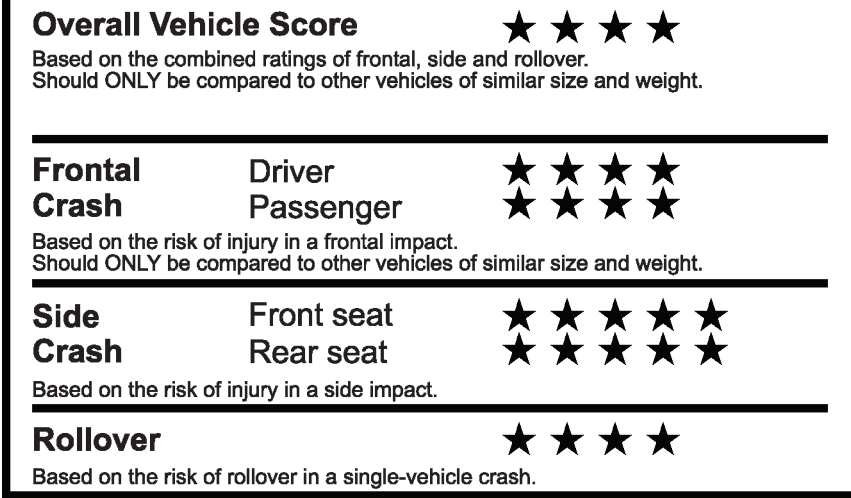 Overall Vehicle Score ★ ★ ★ ★
Based on the combined ratings of frontal, side and rollover.
Should ONLY be compared to other vehicles of similar size and weight.
Frontal Driver ★ ★ ★ ★
Crash Passenger ★ ★ ★ ★
Based on the risk of injury in a frontal impact.
Should ONLY be compared to other vehicles of similar size and weight.
Side Front seat ★ ★ ★ ★ ★
Crash Rear seat ★ ★ ★ ★ ★
Based on the risk of injury in a side impact.
Rollover ★ ★ ★ ★
Based on the risk of rollover in a single-vehicle crash.